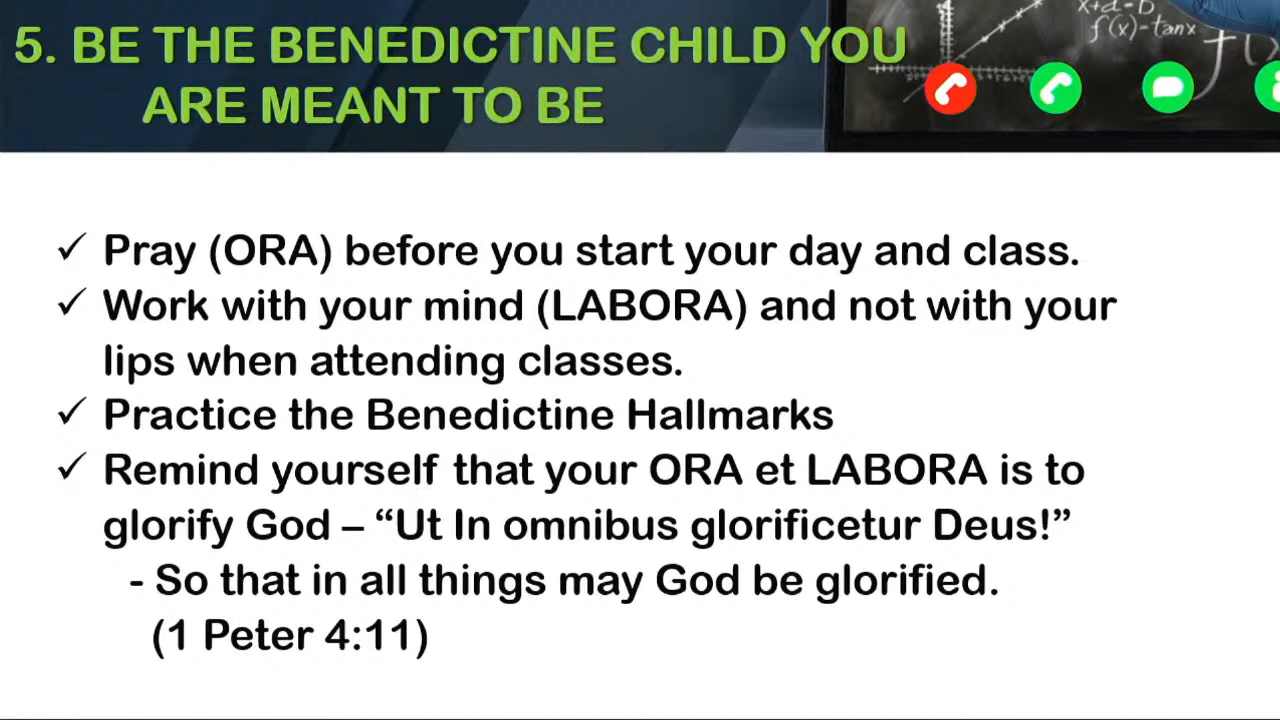 5. BE THE BENEDICTINE CHILD YOU
ARE MEANT TO BE
x+a=b
f(x)=tanx
✓ Pray (ORA) before you start your day and class.
✓ Work with your mind (LABORA) and not with your
lips when attending classes.
✓ Practice the Benedictine Hallmarks
✓ Remind yourself that your ORA et LABORA is to
glorify God – “Ut In omnibus glorificetur Deus!”
- So that in all things may God be glorified.
(1 Peter 4:11)